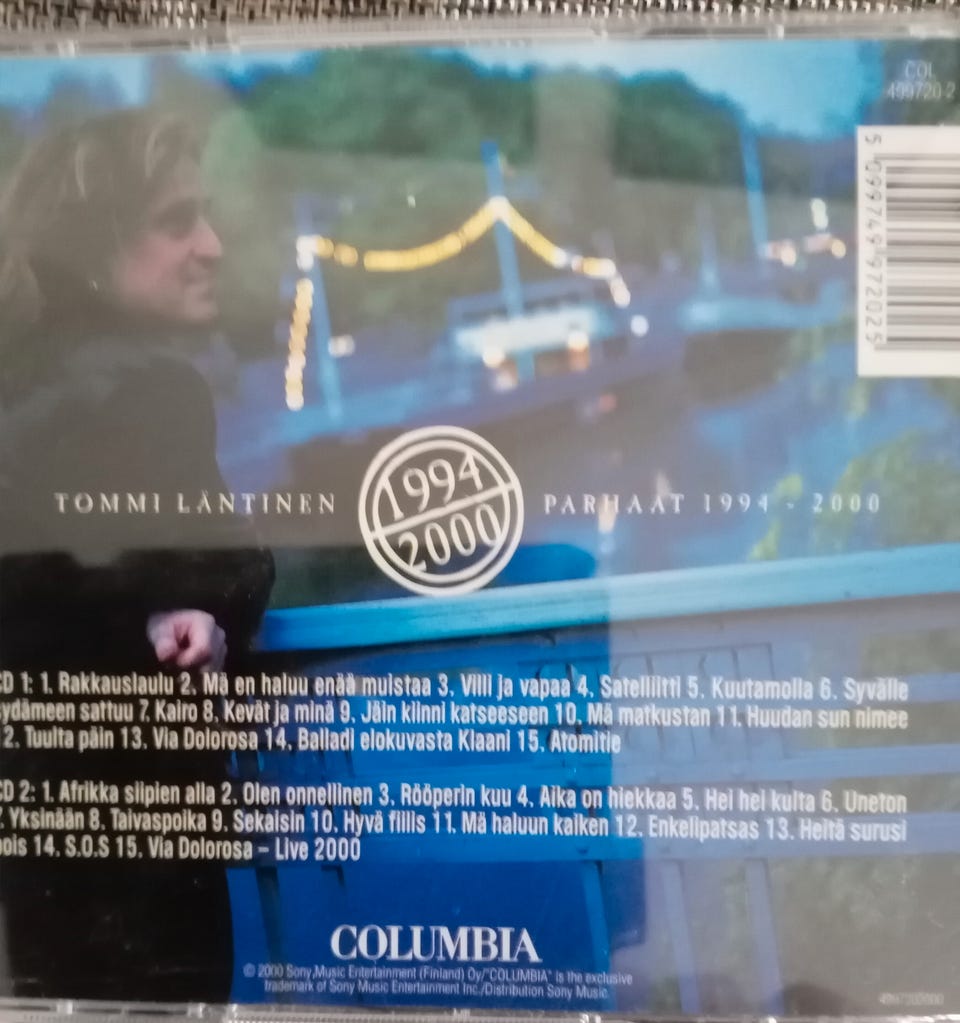 COL
499720-2
5 099749 972025
TOMMI LÄNTINEN
1994
2000
PARHAAT 1994 - 2000
CD 1: 1. Rakkauslaulu 2. Mä en haluu enää muistaa 3. Villi ja vapaa 4. Satelliitti 5. Kuutamolla 6. Syvälle
sydämeen sattuu 7. Kairo 8. Kevät ja minä 9. Jäin kiinni katseeseen 10. Mä matkustan 11. Huudan sun nimee
12. Tuulta päin 13. Via Dolorosa 14. Balladi elokuvasta Klaani 15. Atomitie
CD 2: 1. Afrikka siipien alla 2. Olen onnellinen 3. Rööperin kuu 4. Aika on hiekkaa 5. Hei hei kulta 6. Uneton
7. Yksinään 8. Taivaspoika 9. Sekaisin 10. Hyvä fiilis 11. Mä haluun kaiken 12. Enkelipatsas 13. Heitä surusi
pois 14. S.O.S 15. Via Dolorosa – Live 2000
COLUMBIA
© 2000 Sony Music Entertainment (Finland) Oy/"COLUMBIA" is the exclusive
trademark of Sony Music Entertainment Inc./Distribution Sony Music.